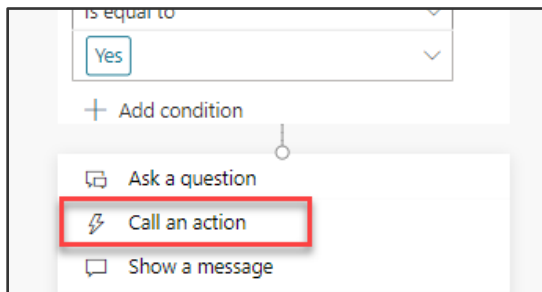 is equal to
Yes
Add condition
Ask a question
Call an action
Show a message